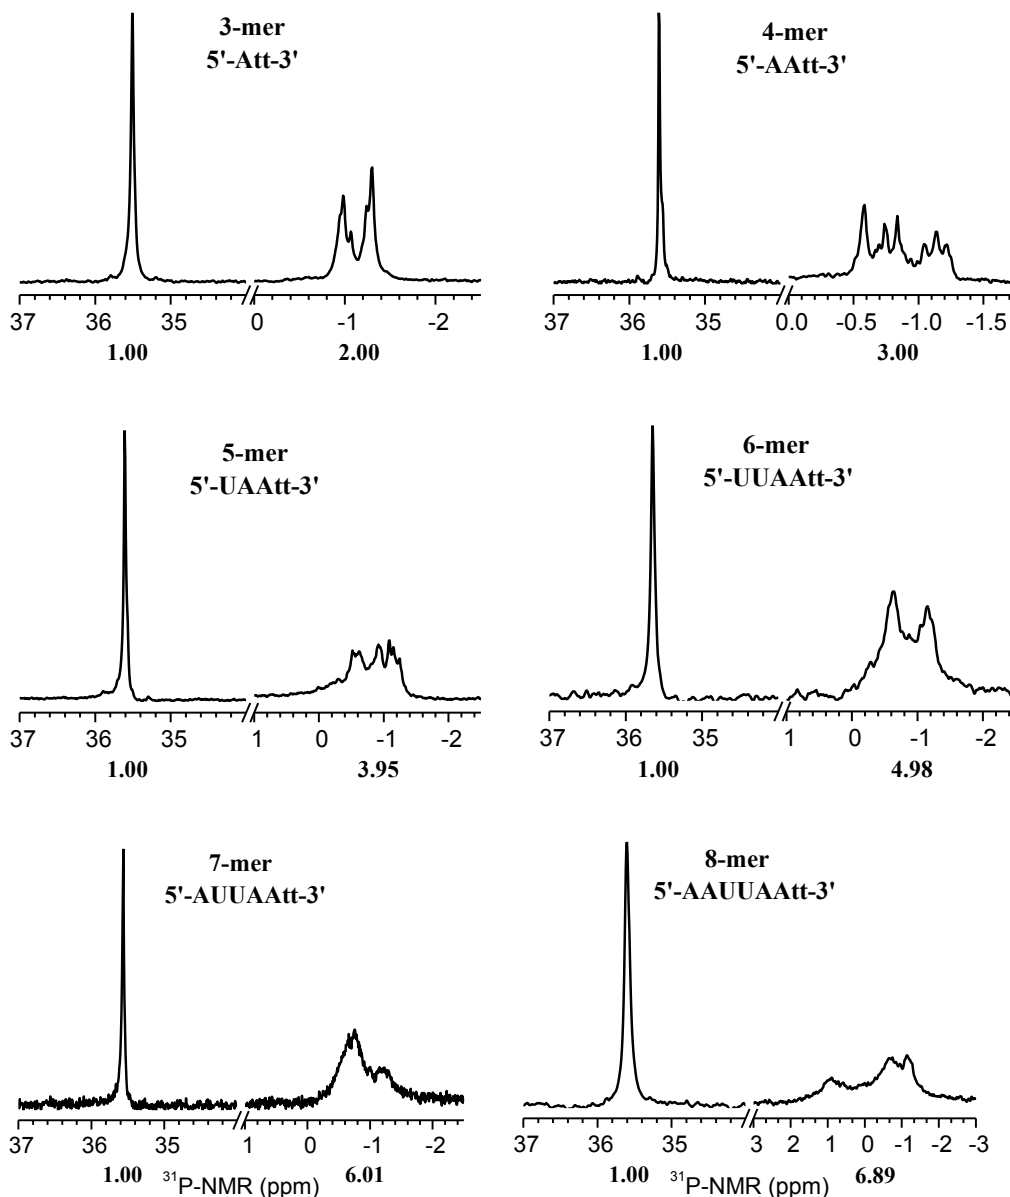 3-mer
5'-Att-3'
37 36 35 0 -1 -2
1.00 2.00
4-mer
5'-AAtt-3'
37 36 35 0.0 -0.5 -1.0 -1.5
1.00 3.00
5-mer
5'-UAAtt-3'
37 36 35 1 0 -1 -2
1.00 3.95
6-mer
5'-UUAAtt-3'
37 36 35 1 0 -1 -2
1.00 4.98
7-mer
5'-AUUAAtt-3'
37 36 35 1 0 -1 -2
1.00 6.01
³¹P-NMR (ppm)
8-mer
5'-AAUUAAtt-3'
37 36 35 3 2 1 0 -1 -2 -3
1.00 6.89
³¹P-NMR (ppm)